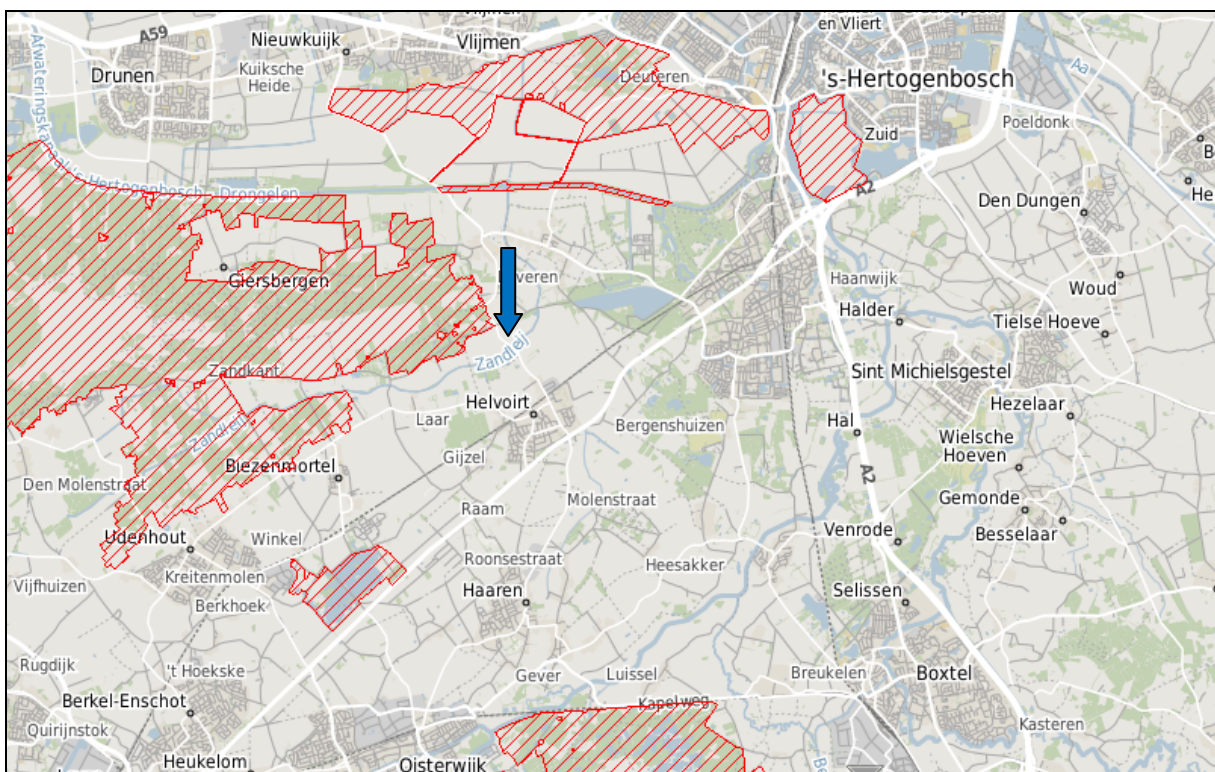 Vlijmen
en Vliert
A59
Nieuwkuijk
Vlijmen
Drunen
Kuiksche
Heide
Deuteren
's-Hertogenbosch
Aa
Poeldonk
Zuid
A2
Den Dungen
's-Hertogenbosch
Drongelen
Giersbergen
Haanwijk
Woud
Halder
Tielse Hoeve
Zandleij
Zandkant
Sint Michielsgestel
Helvoirt
Hezelaar
Laar
Bergenshuizen
Hal
Zandleij
Gijzel
Wielsche
Hoeven
Biezenmortel
A2
Den Molenstraat
Gemonde
Molenstraat
Raam
Besselaar
Venrode
Udenhout
Winkel
Roonsestraat
Heesakker
Kreitenmolen
Vijfhuizen
Haaren
Selissen
Berkhoek
Rugdijk
't Hoekske
Gever
Luissel
Breukelen
Boxtel
Berkel-Enschot
Kapelweg
Quirijnstok
Kasteren
Heukelom
Oisterwijk